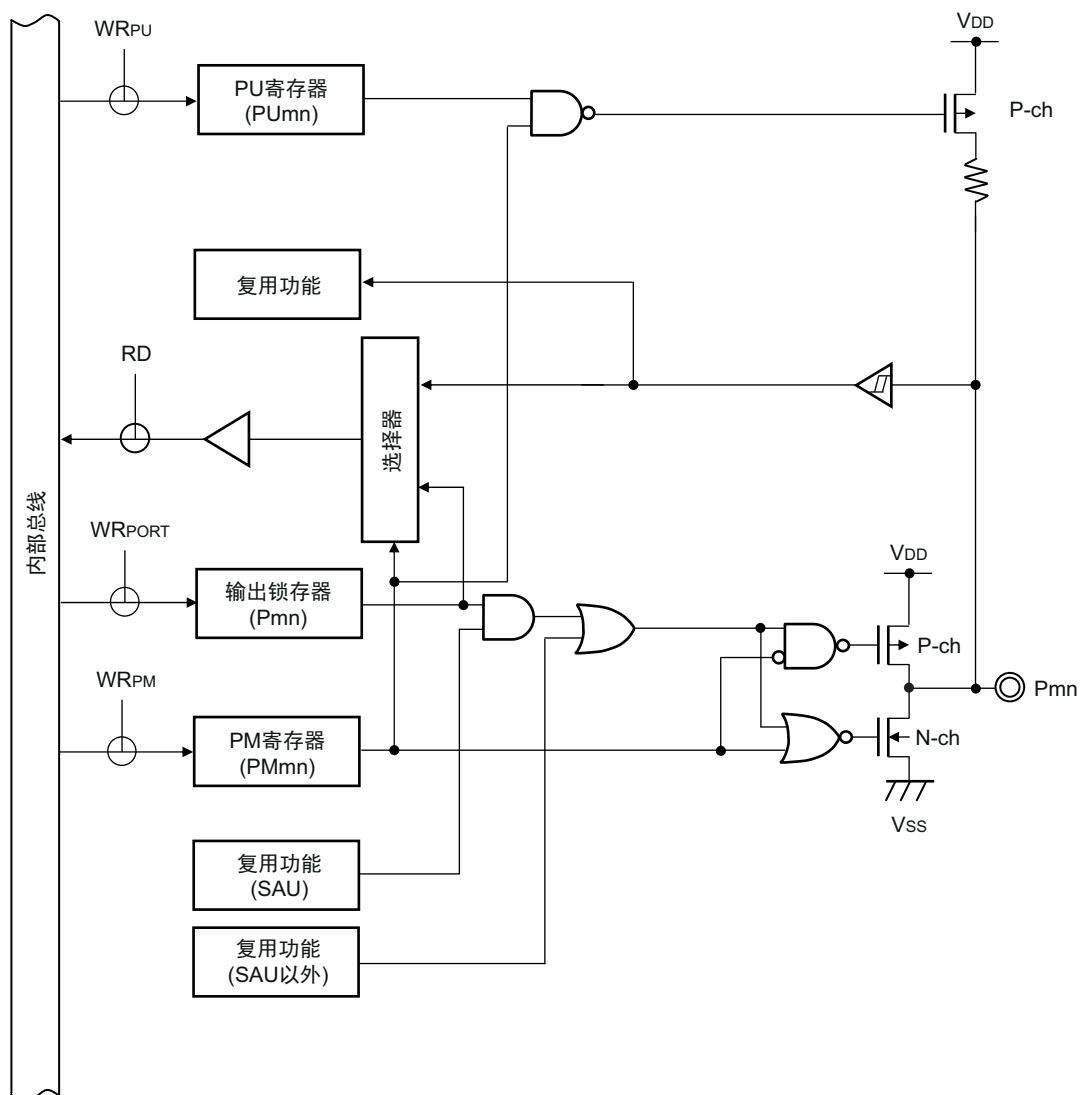 WRPU
PU寄存器
(PUmn)
VDD
P-ch
复用功能
RD
选择器
内部总线
WRPORT
输出锁存器
(Pmn)
VDD
P-ch
Pmn
WRPM
PM寄存器
(PMmn)
N-ch
VSS
复用功能
(SAU)
复用功能
(SAU以外)